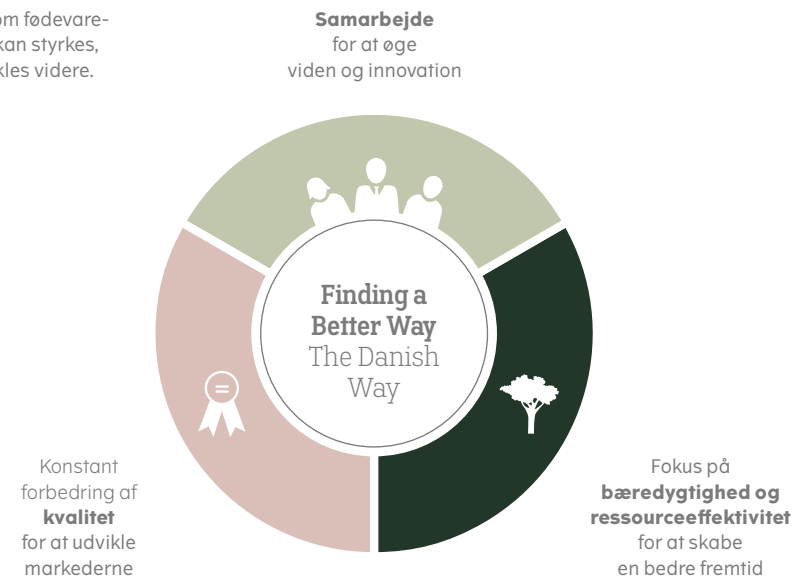 om fødevare-
kan styrkes,
kles videre.
Samarbejde
for at øge
viden og innovation
Finding a
Better Way
The Danish
Way
Konstant
forbedring af
kvalitet
for at udvikle
markederne
Fokus på
bæredygtighed og
ressourceeffektivitet
for at skabe
en bedre fremtid